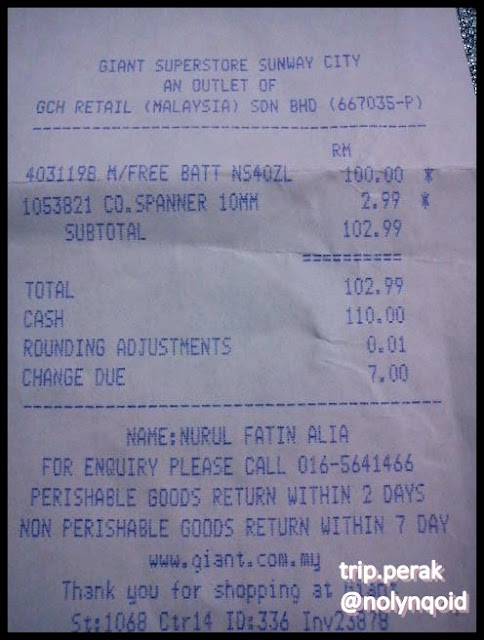 GIANT SUPERSTORE SUNWAY CITY
AN OUTLET OF
GCH RETAIL (MALAYSIA) SDN BHD (667035-P)
RM
4031198 M/FREE BATT NS40ZL 100.00 *
1053821 CO.SPANNER 10MM 2.99 *
SUBTOTAL 102.99
==========
TOTAL 102.99
CASH 110.00
ROUNDING ADJUSTMENTS 0.01
CHANGE DUE 7.00
NAME:NURUL FATIN ALIA
FOR ENQUIRY PLEASE CALL 016-5641466
PERISHABLE GOODS RETURN WITHIN 2 DAYS
NON PERISHABLE GOODS RETURN WITHIN 7 DAY
www.giant.com.my
Thank you for shopping at Giant
St:1068 Ctr14 ID:336 Inv23878
trip.perak
@nolynqoid